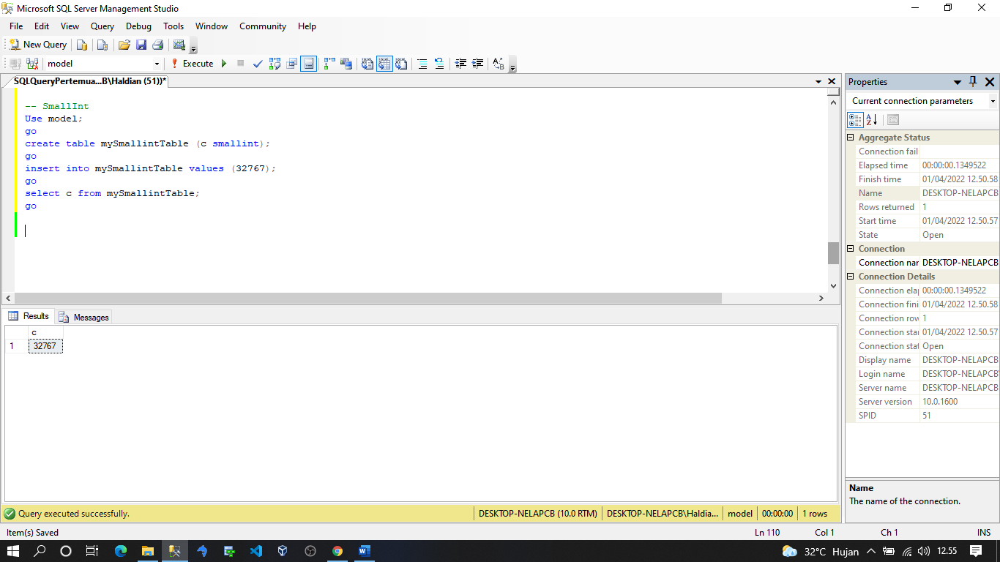 Microsoft SQL Server Management Studio
File Edit View Query Debug Tools Window Community Help
New Query
model Execute
SQLQueryPertemua...B\Haldian (51))*
-- SmallInt
Use model;
go
create table mySmallintTable (c smallint);
go
insert into mySmallintTable values (32767);
go
select c from mySmallintTable;
go
Results Messages
c
1 32767
Query executed successfully. DESKTOP-NELAPCB (10.0 RTM) DESKTOP-NELAPCB\Haldia... model 00:00:00 1 rows
Properties
Current connection parameters
Aggregate Status
Connection fail
Elapsed time 00:00:00.1349522
Finish time 01/04/2022 12.50.58
Name DESKTOP-NELAPCB
Rows returned 1
Start time 01/04/2022 12.50.57
State Open
Connection
Connection nar DESKTOP-NELAPCB
Connection Details
Connection elap 00:00:00.1349522
Connection fini 01/04/2022 12.50.58
Connection row 1
Connection star 01/04/2022 12.50.57
Connection stat Open
Display name DESKTOP-NELAPCB
Login name DESKTOP-NELAPCB\
Server name DESKTOP-NELAPCB
Server version 10.0.1600
SPID 51
Name
The name of the connection.
Item(s) Saved Ln 110 Col 1 Ch 1 INS
32°C Hujan 12.55